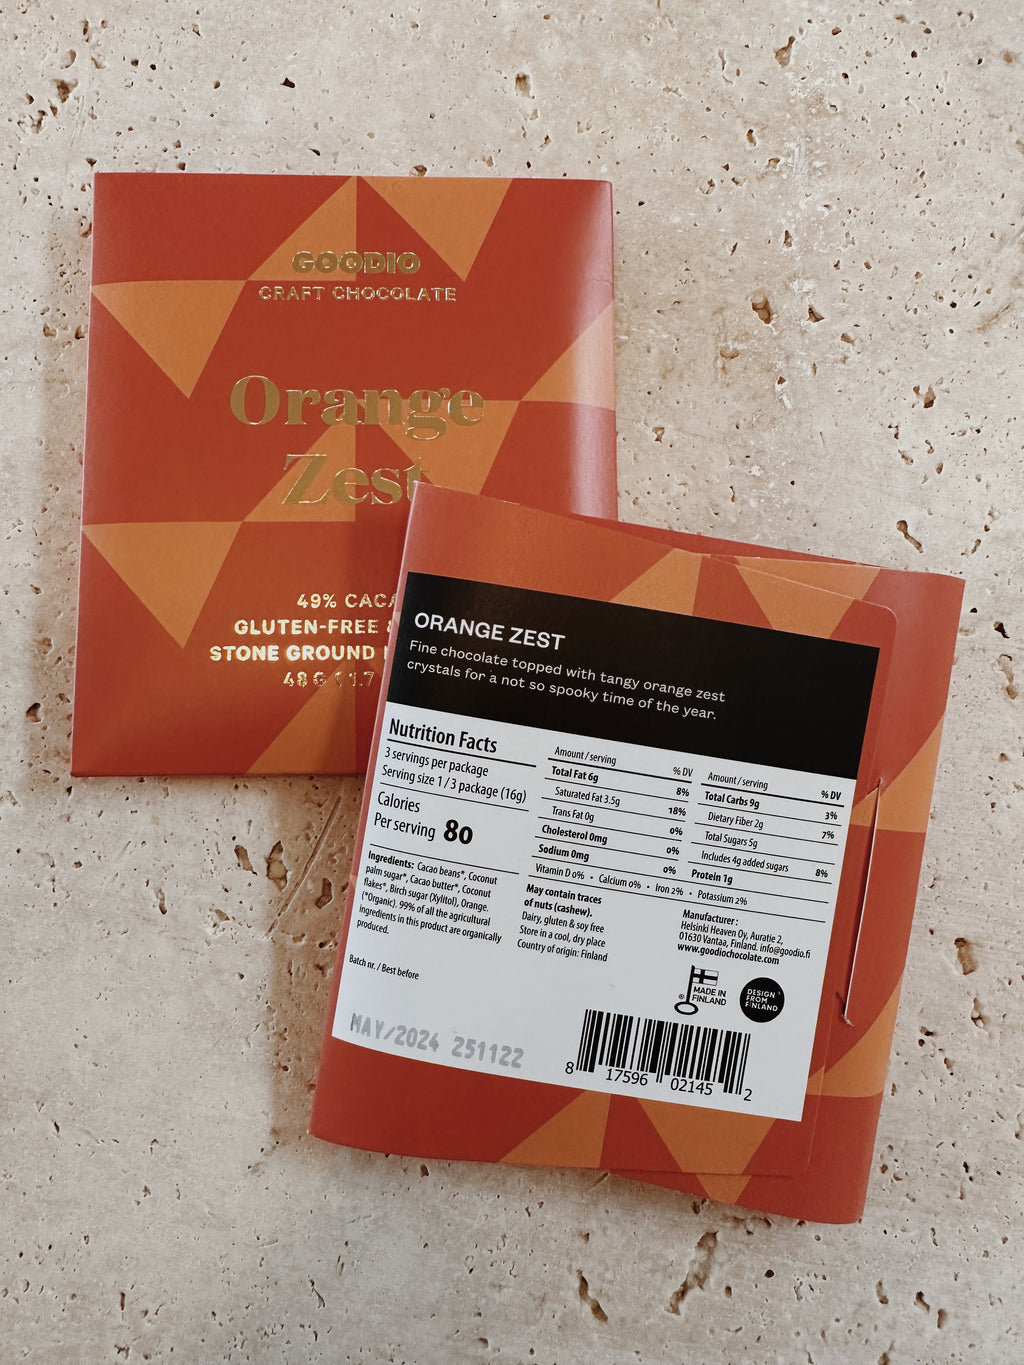 GOODIO
CRAFT CHOCOLATE
Orange
Zest
49% CACA
GLUTEN-FREE
STONE GROUND
48 G | 1.7
ORANGE ZEST
Fine chocolate topped with tangy orange zest
crystals for a not so spooky time of the year.
Nutrition Facts
3 servings per package
Serving size 1 / 3 package (16g)
Calories
Per serving 80
Amount / serving % DV
Total Fat 6g 8%
Saturated Fat 3.5g 18%
Trans Fat 0g 0%
Cholesterol 0mg 0%
Sodium 0mg 0%
Amount / serving % DV
Total Carbs 9g 3%
Dietary Fiber 2g 7%
Total Sugars 5g
Includes 4g added sugars 8%
Protein 1g
Vitamin D 0% • Calcium 0% • Iron 2% • Potassium 2%
Ingredients: Cacao beans*, Coconut
palm sugar*, Cacao butter*, Coconut
flakes*, Birch sugar (Xylitol), Orange.
(*Organic). 99% of all the agricultural
ingredients in this product are organically
produced.
Batch nr. / Best before
MAY/2024 251122
May contain traces
of nuts (cashew).
Dairy, gluten & soy free
Store in a cool, dry place
Country of origin: Finland
Manufacturer :
Helsinki Heaven Oy, Auratie 2,
01630 Vantaa, Finland. info@goodio.fi
www.goodiochocolate.com
MADE IN
FINLAND
DESIGN
FROM
FINLAND
8 17596 02145 2